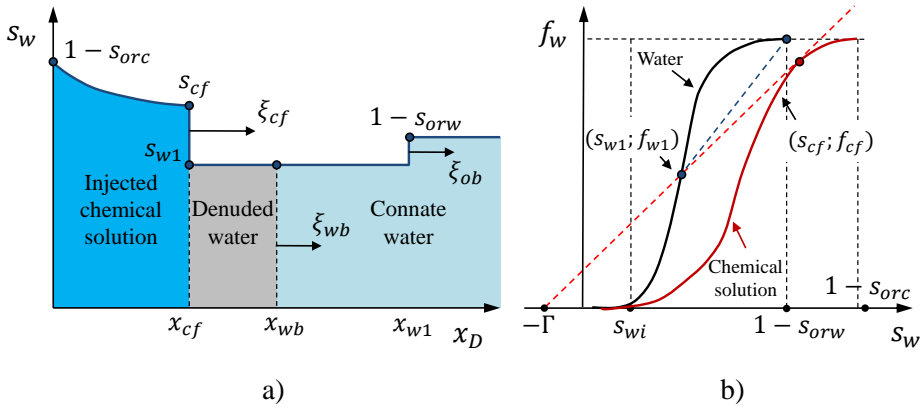 s_w
1 − s_orc
s_cf
ξ_cf
1 − s_orw
s_w1
ξ_ob
Injected
chemical
solution
Denuded
water
ξ_wb
Connate
water
x_cf
x_wb
x_w1
x_D
a)
f_w
Water
(s_w1; f_w1)
(s_cf; f_cf)
Chemical
solution
1 − s_orc
−Γ
s_wi
1 − s_orw
s_w
b)